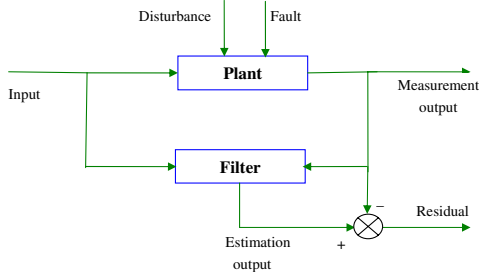 Disturbance
Fault
Plant
Input
Measurement
output
Filter
−
Residual
+
Estimation
output